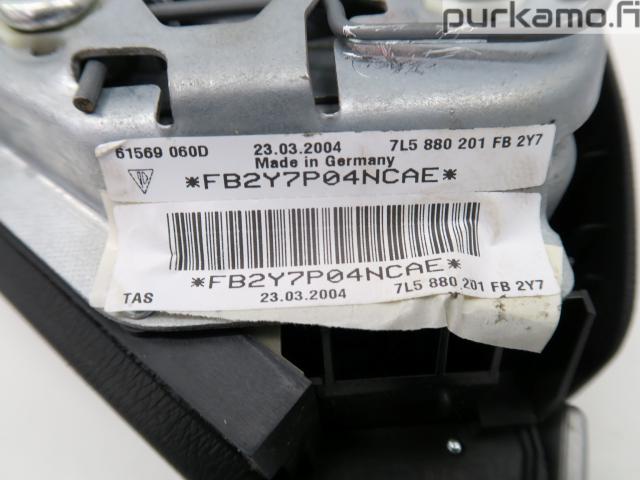 purkamo.fi
61569 060D 23.03.2004 7L5 880 201 FB 2Y7
Made in Germany
*FB2Y7P04NCAE*
*FB2Y7P04NCAE*
TAS 23.03.2004 7L5 880 201 FB 2Y7